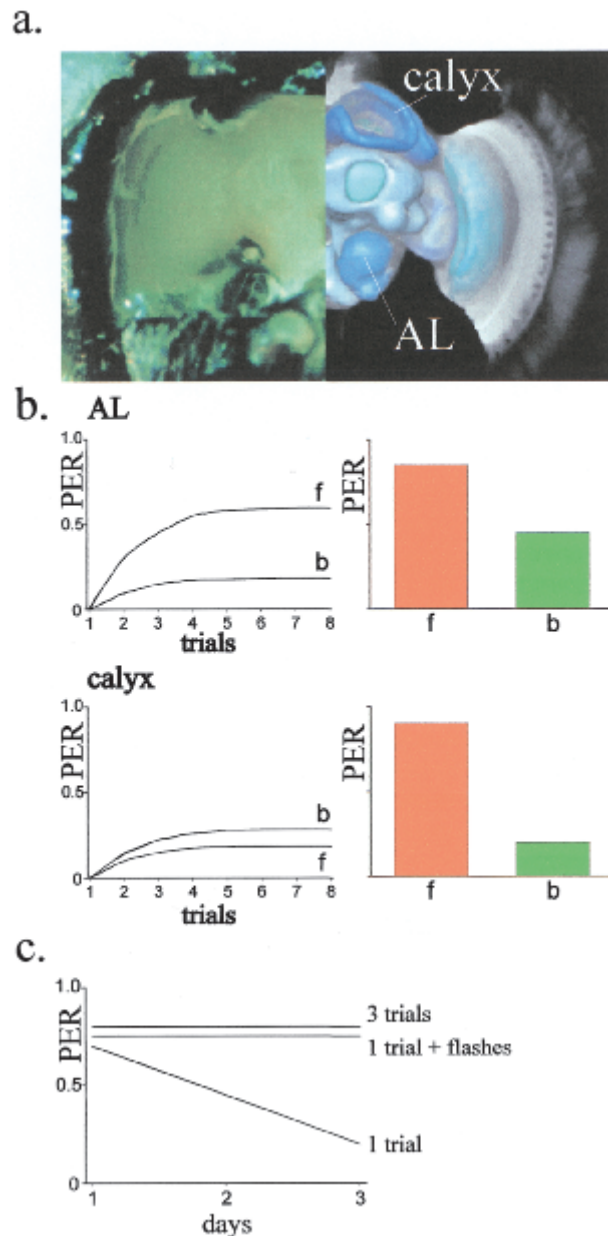 a.
calyx
AL
b.
AL
PER
1.0
0.5
0
f
b
1 2 3 4 5 6 7 8
trials
PER
f b
calyx
PER
1.0
0.5
0
b
f
1 2 3 4 5 6 7 8
trials
PER
f b
c.
PER
1.0
0.5
0
3 trials
1 trial + flashes
1 trial
1 2 3
days